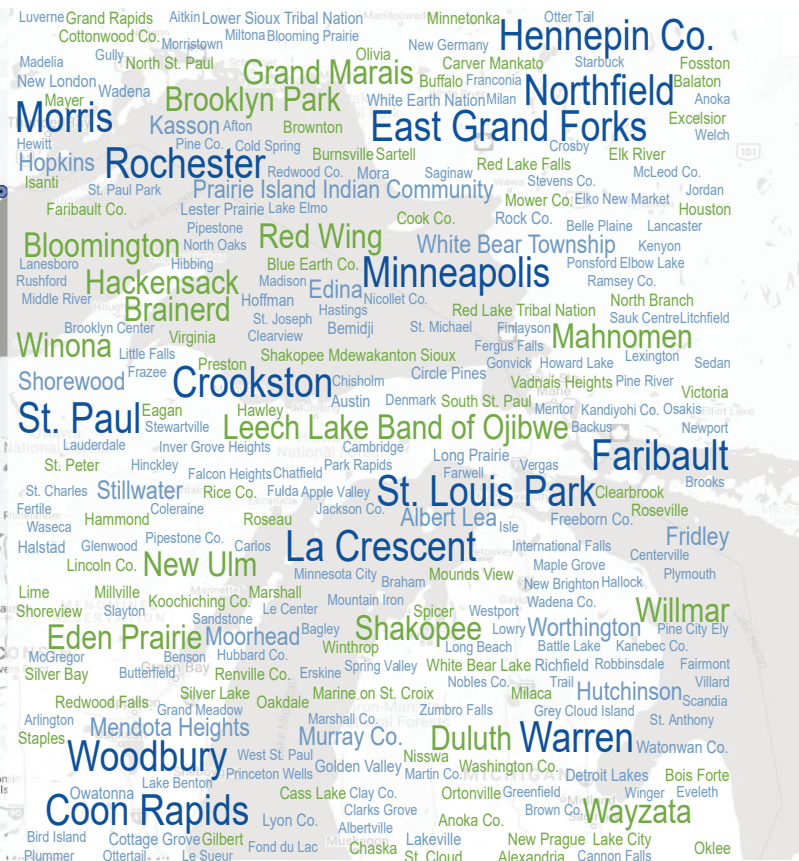 Luverne Grand Rapids Aitkin Lower Sioux Tribal Nation Minnetonka Otter Tail
Cottonwood Co. Morristown Miltona Blooming Prairie New Germany Hennepin Co.
Madelia Gully North St. Paul Olivia Carver Mankato Starbuck Fosston
New London Wadena Grand Marais Buffalo Franconia Northfield Balaton
Mayer Brooklyn Park White Earth Nation Milan Anoka
Morris Kasson Afton Brownton East Grand Forks Excelsior
Hewitt Pine Co. Cold Spring Crosby Welch
Hopkins Rochester Burnsville Sartell Red Lake Falls Elk River
Isanti Redwood Co. Mora Saginaw Stevens Co. McLeod Co.
St. Paul Park Prairie Island Indian Community Jordan
Faribault Co. Lester Prairie Lake Elmo Mower Co. Elko New Market Houston
Pipestone Cook Co. Rock Co. Belle Plaine Lancaster
Bloomington North Oaks Red Wing White Bear Township Kenyon
Lanesboro Hibbing Blue Earth Co. Minneapolis Ponsford Elbow Lake
Rushford Hackensack Madison Edina Ramsey Co.
Middle River Hoffman Nicollet Co. North Branch
Brainerd Hastings Red Lake Tribal Nation
Brooklyn Center St. Joseph Bemidji St. Michael Finlayson Sauk Centre Litchfield
Winona Virginia Clearview Fergus Falls Mahnomen
Little Falls Preston Shakopee Mdewakanton Sioux Gonvick Howard Lake Lexington Sedan
Shorewood Frazee Crookston Chisholm Circle Pines Vadnais Heights Pine River
Austin Denmark South St. Paul Victoria
St. Paul Eagan Hawley Mentor Kandiyohi Co. Osakis
Stewartville Leech Lake Band of Ojibwe Backus Newport
Lauderdale Inver Grove Heights Cambridge Long Prairie Faribault
St. Peter Hinckley Falcon Heights Chatfield Park Rapids Farwell Vergas
St. Charles Stillwater Rice Co. Fulda Apple Valley St. Louis Park Clearbrook Brooks
Fertile Coloraine Jackson Co. Roseville
Waseca Hammond Roseau Albert Lea Isle Freeborn Co.
Halstad Glenwood Pipestone Co. Carlos La Crescent International Falls Fridley
Lincoln Co. New Ulm Maple Grove Centerville
Minnesota City Braham Mounds View New Brighton Hallock Plymouth
Lime Millville Koochiching Co. Marshall Mountain Iron Wadena Co.
Shoreview Slayton Sandstone Le Center Spicer Westport Willmar
Eden Prairie Moorhead Bagley Shakopee Lowry Worthington Pine City Ely
McGregor Benson Hubbard Co. Winthrop Long Beach Battle Lake Kanebec Co.
Silver Bay Butterfield Renville Co. Erskine Spring Valley White Bear Lake Richfield Robbinsdale Fairmont
Redwood Falls Silver Lake Oakdale Marine on St. Croix Nobles Co. Trail Villard
Grand Meadow Milaca Hutchinson Scandia
Arlington Mendota Heights Marshall Co. Zumbro Falls Grey Cloud Island St. Anthony
Staples Murray Co. Duluth Warren Watonwan Co.
Woodbury West St. Paul Nisswa
Princeton Wells Golden Valley Martin Co. Washington Co. Detroit Lakes Bois Forte
Owatonna Lake Benton Cass Lake Clay Co. Ortonville Greenfield Winger Eveleth
Coon Rapids Lyon Co. Clarks Grove Anoka Co. Brown Co. Wayzata
Bird Island Cottage Grove Gilbert Albertville Lakeville New Prague Lake City
Plummer Ottertail Le Sueur Fond du Lac Chaska St. Cloud Alexandria Cannon Falls Oklee